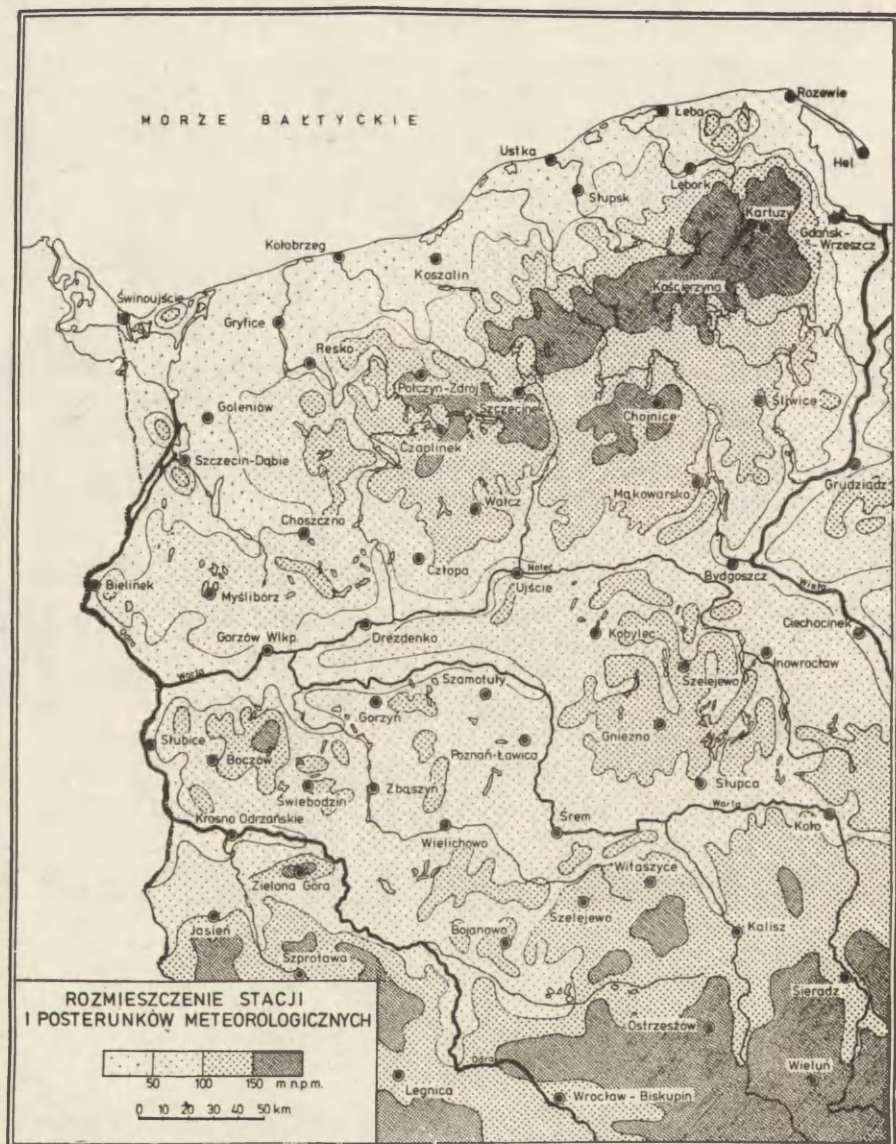 MORZE BAŁTYCKIE
Rozewie
Łeba
Ustka
Hel
Lębork
Słupsk
Kartuzy
Gdańsk-
-Wrzeszcz
Kołobrzeg
Koszalin
Kościerzyna
Świnoujście
Gryfice
Resko
Połczyn-Zdrój
Szczecinek
Chojnice
Śliwice
Goleniów
Czaplinek
Szczecin-Dąbie
Grudziądz
Wałcz
Mąkowarsko
Choszczno
Człopa
Noteć
Ujście
Bydgoszcz
Wisła
Bielinek
Myślibórz
Odra
Gorzów Wlkp
Drezdenko
Kobylec
Ciechocinek
Inowrocław
Szelejewo
Warta
Szamotuły
Gorzyń
Gniezno
Słubice
Poznań-Ławica
Boczów
Świebodzin
Zbąszyń
Słupca
Warta
Krosno Odrzańskie
Wielichowo
Śrem
Koło
Zielona Góra
Witaszyce
Szelejewo
Jasień
Bojanowo
Kalisz
Szprotawa
Sieradz
ROZMIESZCZENIE STACJI
I POSTERUNKÓW METEOROLOGICZNYCH
50 100 150 m n.p.m.
0 10 20 30 40 50 km
Ostrzeszów
Odra
Wieluń
Legnica
Wrocław-Biskupin